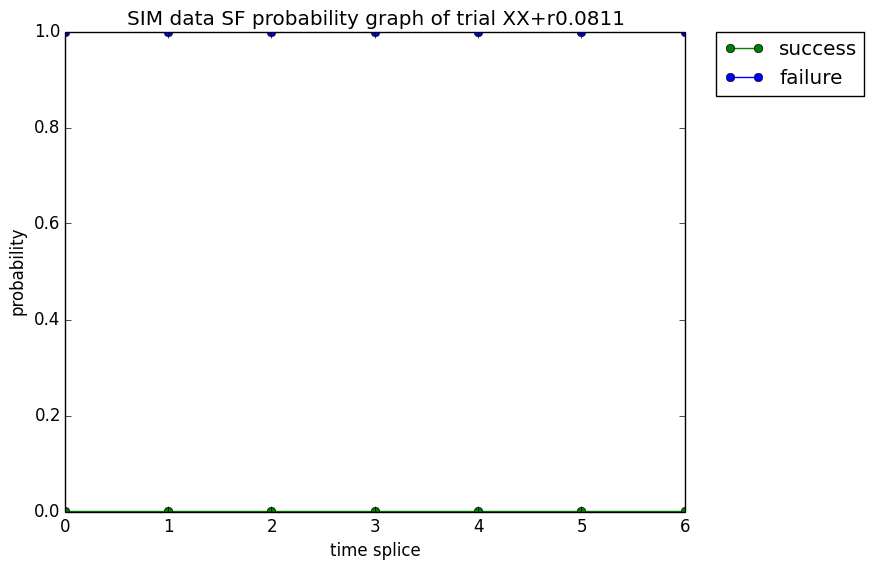 SIM data SF probability graph of trial XX+r0.0811
1.0
0.8
0.6
0.4
0.2
0.0
probability
0 1 2 3 4 5 6
time splice
success
failure